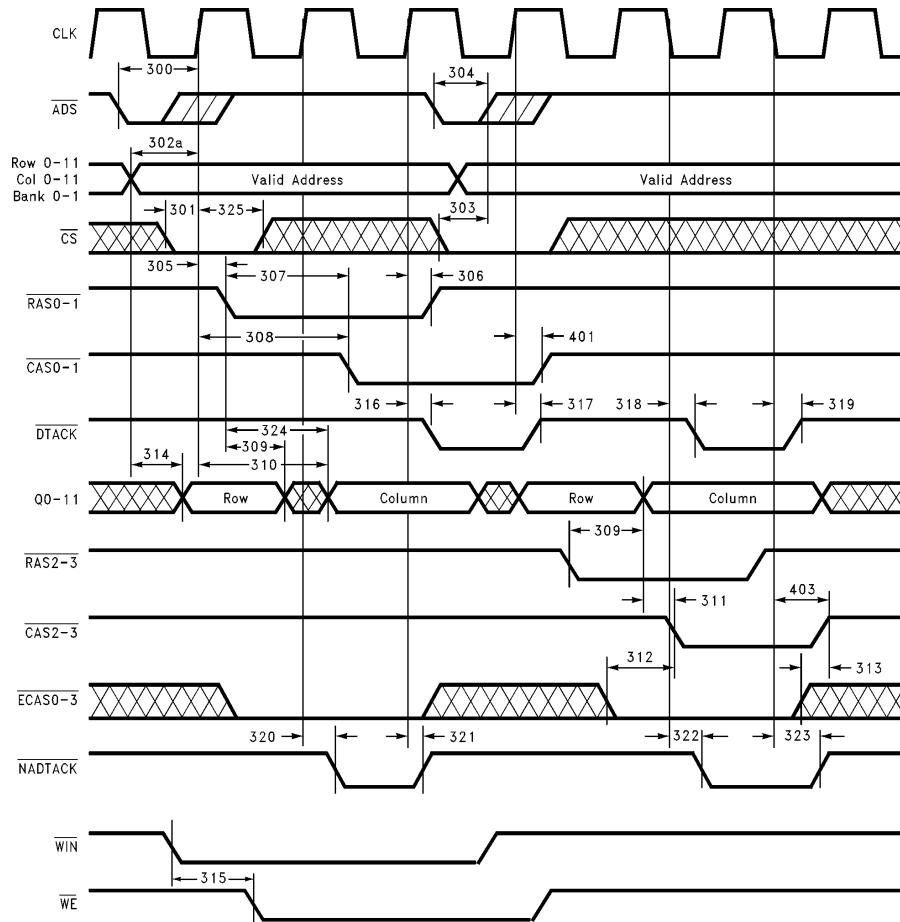 CLK
300
304
ADS
302a
Row 0-11
Col 0-11
Bank 0-1
Valid Address
Valid Address
301
325
303
CS
305
307
306
RAS0-1
308
401
CAS0-1
316
317
318
319
DTACK
324
309
314
310
Q0-11
Row
Column
Row
Column
309
RAS2-3
311
403
CAS2-3
312
313
ECAS0-3
320
321
322
323
NADTACK
WIN
315
WE